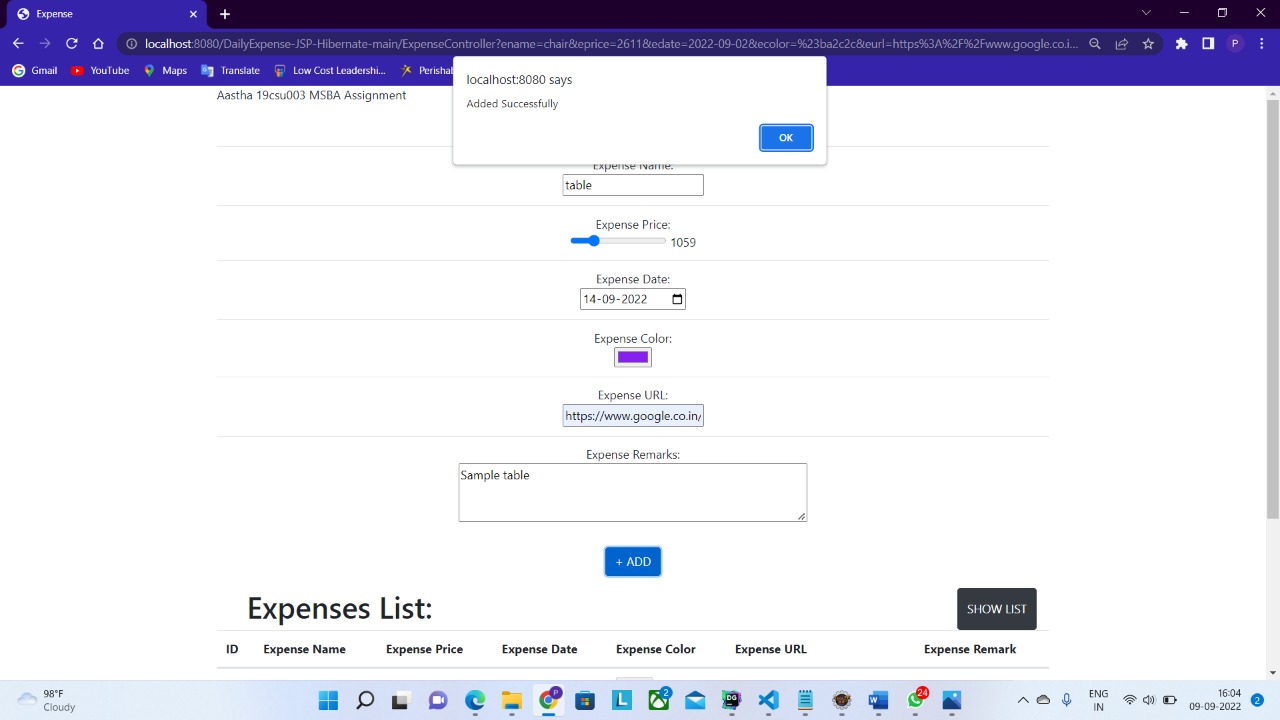 Expense
localhost:8080/DailyExpense-JSP-Hibernate-main/ExpenseController?ename=chair&eprice=2611&edate=2022-09-02&ecolor=%23ba2c2c&eurl=https%3A%2F%2Fwww.google.co.i...
P
Gmail YouTube Maps Translate Low Cost Leadershi... Perishab
localhost:8080 says
Added Successfully
OK
Aastha 19csu003 MSBA Assignment
Expense Name:
table
Expense Price:
1059
Expense Date:
14-09-2022
Expense Color:
Expense URL:
https://www.google.co.in/
Expense Remarks:
Sample table
+ ADD
Expenses List:
SHOW LIST
ID Expense Name Expense Price Expense Date Expense Color Expense URL Expense Remark
98°F
Cloudy
P
L
2
DG
W
24
ENG
IN
16:04
09-09-2022
2